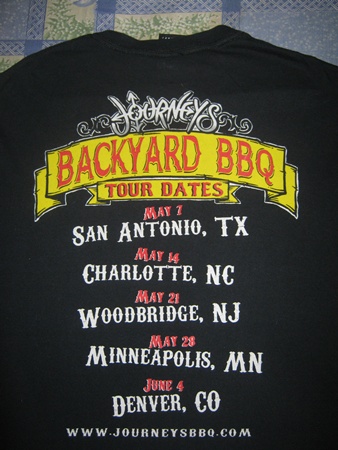 JOURNEYS
BACKYARD BBQ
TOUR DATES
MAY 7
SAN ANTONIO, TX
MAY 14
CHARLOTTE, NC
MAY 21
WOODBRIDGE, NJ
MAY 28
MINNEAPOLIS, MN
JUNE 4
DENVER, CO
WWW.JOURNEYSBBQ.COM